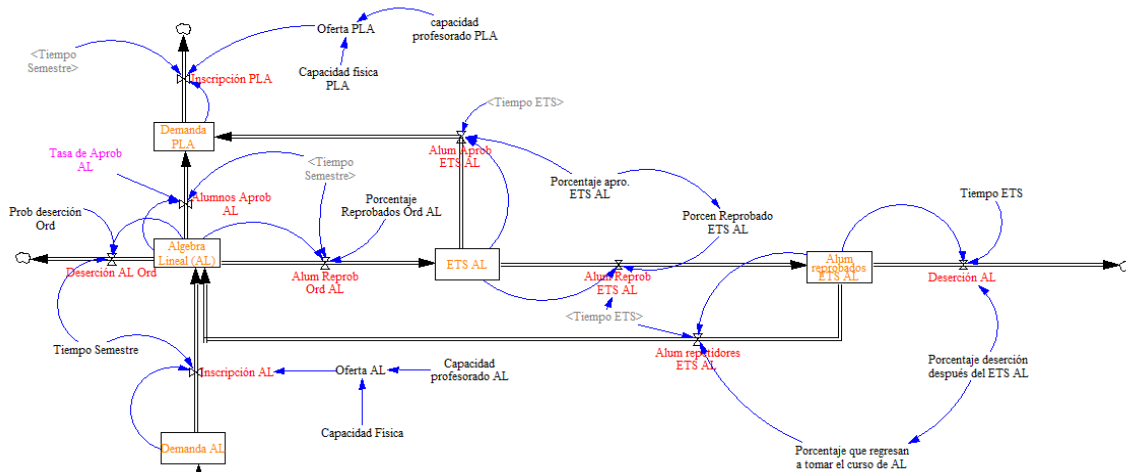 Oferta PLA
capacidad
profesorado PLA
<Tiempo
Semestre>
Capacidad física
PLA
Inscripción PLA
<Tiempo ETS>
Demanda
PLA
Alum Aprob
ETS AL
Tasa de Aprob
AL
<Tiempo
Semestre>
Porcentaje apro.
ETS AL
Alumnos Aprob
AL
Porcentaje
Reprobados Ord AL
Tiempo ETS
Prob deserción
Ord
Porcen Reprobado
ETS AL
Algebra
Lineal (AL)
ETS AL
Alum
reprobados
ETS AL
Deserción AL Ord
Alum Reprob
Ord AL
Alum Reprob
ETS AL
Deserción AL
<Tiempo ETS>
Tiempo Semestre
Alum repetidores
ETS AL
Inscripción AL
Oferta AL
Capacidad
profesorado AL
Porcentaje deserción
después del ETS AL
Capacidad Física
Demanda AL
Porcentaje que regresan
a tomar el curso de AL